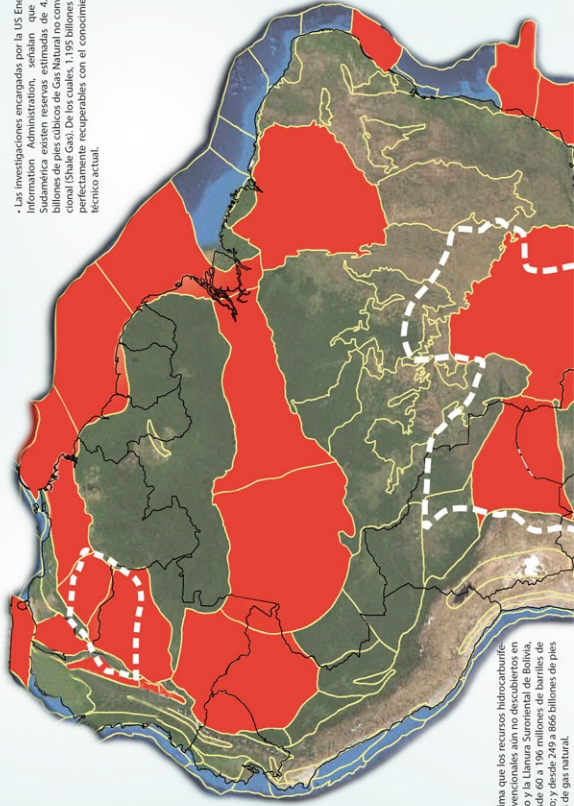 • Las investigaciones encargadas por la US Ene
Information Administration, señalan que
Sudamérica existen reservas estimadas de 4.
billones de pies cúbicos de Gas Natural no conv
cional (Shale Gas). De los cuales, 1.195 billones
perfectamente recuperables con el conocimie
técnico actual.
ima que los recursos hidrocarburífe-
vencionales aún no descubiertos en
o y la Llanura Suroriental de Bolivia,
de 60 a 196 millones de barriles de
o; y desde 249 a 866 billones de pies
de gas natural.